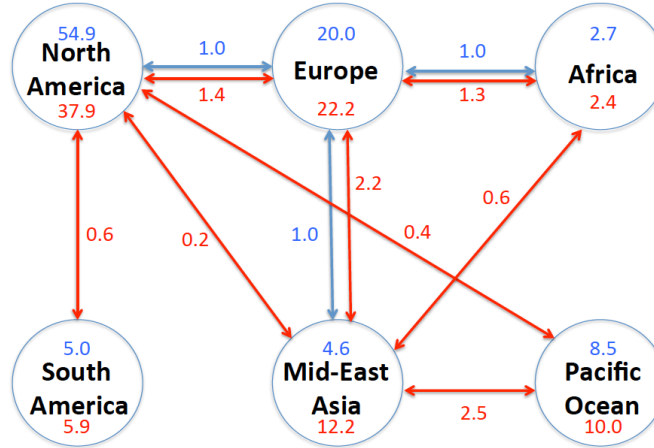 54.9
North
America
37.9
1.0
1.4
20.0
Europe
22.2
1.0
1.3
2.7
Africa
2.4
0.6
0.2
1.0
2.2
0.4
0.6
5.0
South
America
5.9
4.6
Mid-East
Asia
12.2
2.5
8.5
Pacific
Ocean
10.0